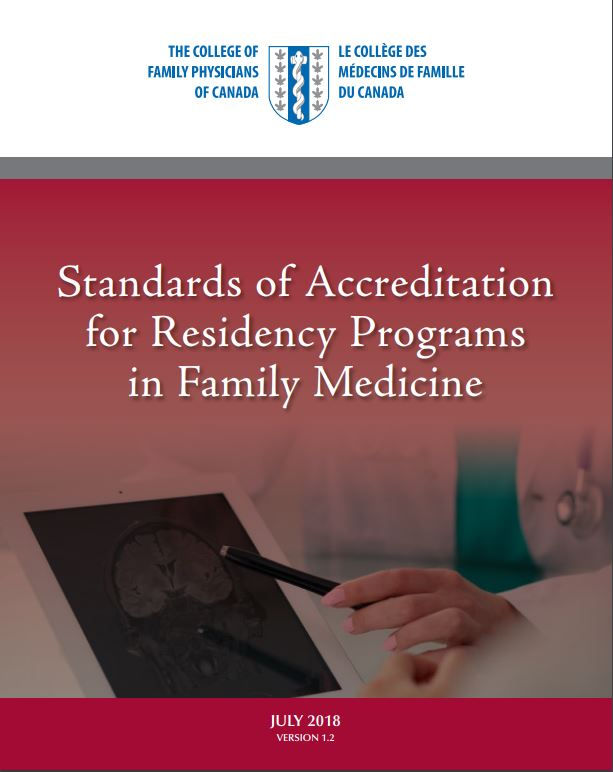 THE COLLEGE OF
FAMILY PHYSICIANS
OF CANADA
LE COLLÈGE DES
MÉDECINS DE FAMILLE
DU CANADA
Standards of Accreditation
for Residency Programs
in Family Medicine
JULY 2018
VERSION 1.2